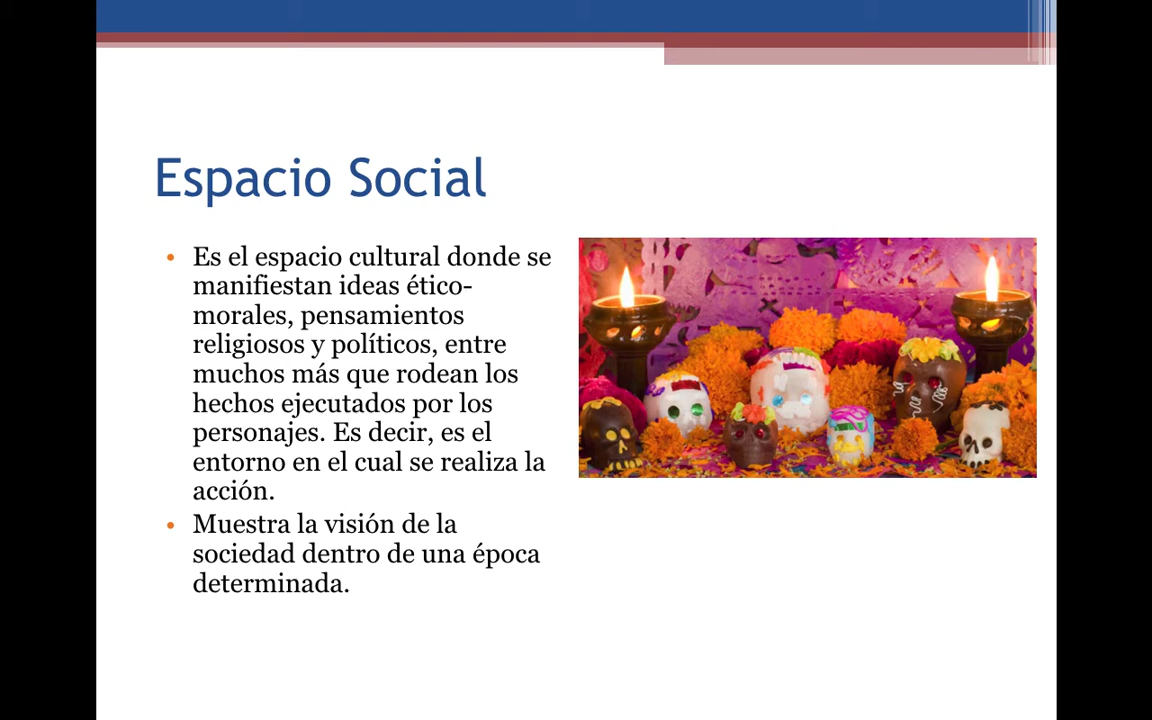 Espacio Social
• Es el espacio cultural donde se
manifiestan ideas ético-
morales, pensamientos
religiosos y políticos, entre
muchos más que rodean los
hechos ejecutados por los
personajes. Es decir, es el
entorno en el cual se realiza la
acción.
• Muestra la visión de la
sociedad dentro de una época
determinada.